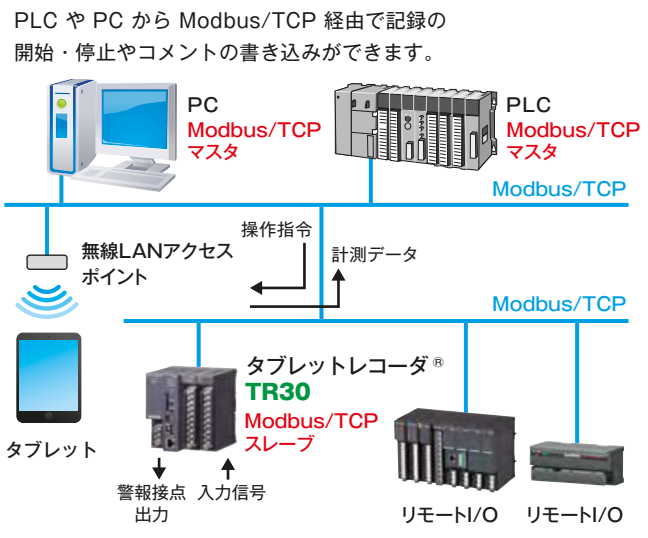 PLC や PC から Modbus/TCP 経由で記録の
開始・停止やコメントの書き込みができます。
PC
Modbus/TCP
マスタ
PLC
Modbus/TCP
マスタ
Modbus/TCP
無線LANアクセス
ポイント
操作指令
計測データ
Modbus/TCP
タブレット
タブレットレコーダ®
TR30
Modbus/TCP
スレーブ
警報接点
出力
入力信号
リモートI/O
リモートI/O